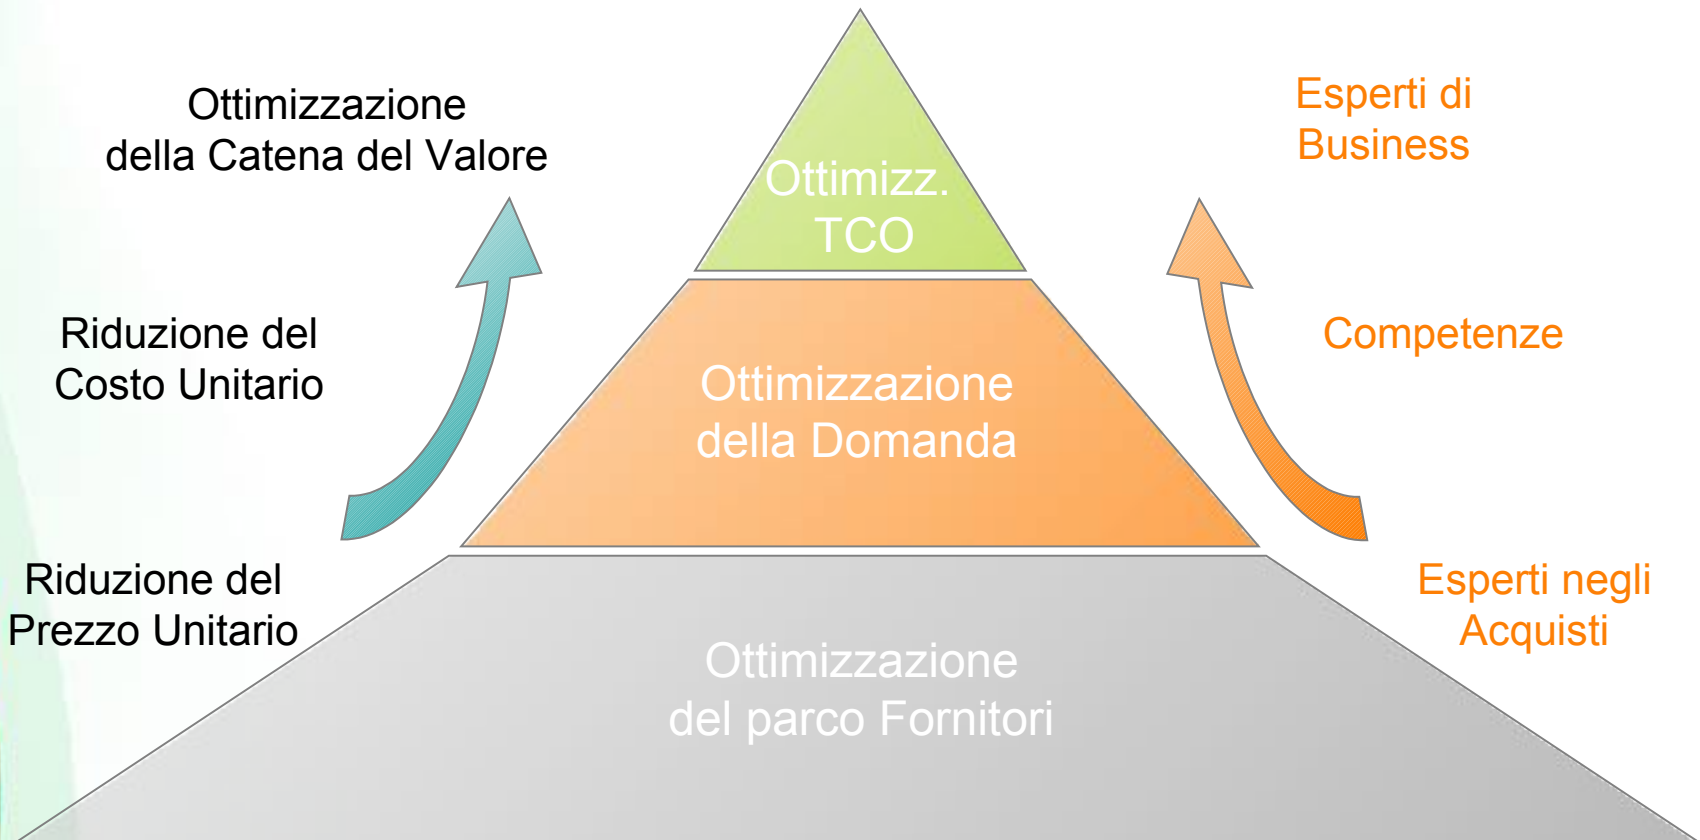 Ottimizzazione
della Catena del Valore
Esperti di
Business
Ottimizz.
TCO
Riduzione del
Costo Unitario
Competenze
Ottimizzazione
della Domanda
Riduzione del
Prezzo Unitario
Esperti negli
Acquisti
Ottimizzazione
del parco Fornitori